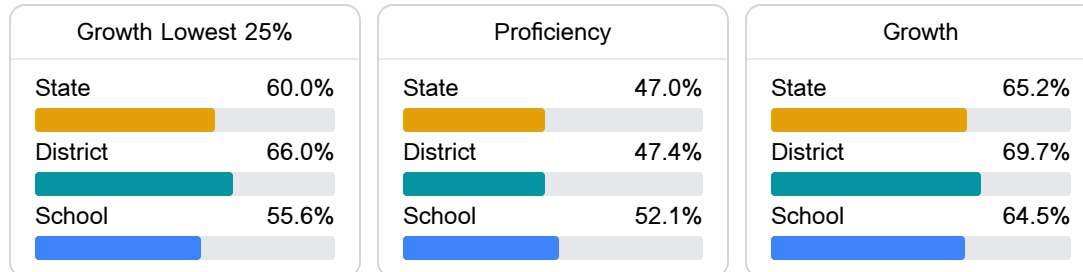 Growth Lowest 25%
State 60.0%
District 66.0%
School 55.6%
Proficiency
State 47.0%
District 47.4%
School 52.1%
Growth
State 65.2%
District 69.7%
School 64.5%